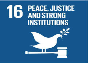 16 PEACE, JUSTICE
AND STRONG
INSTITUTIONS